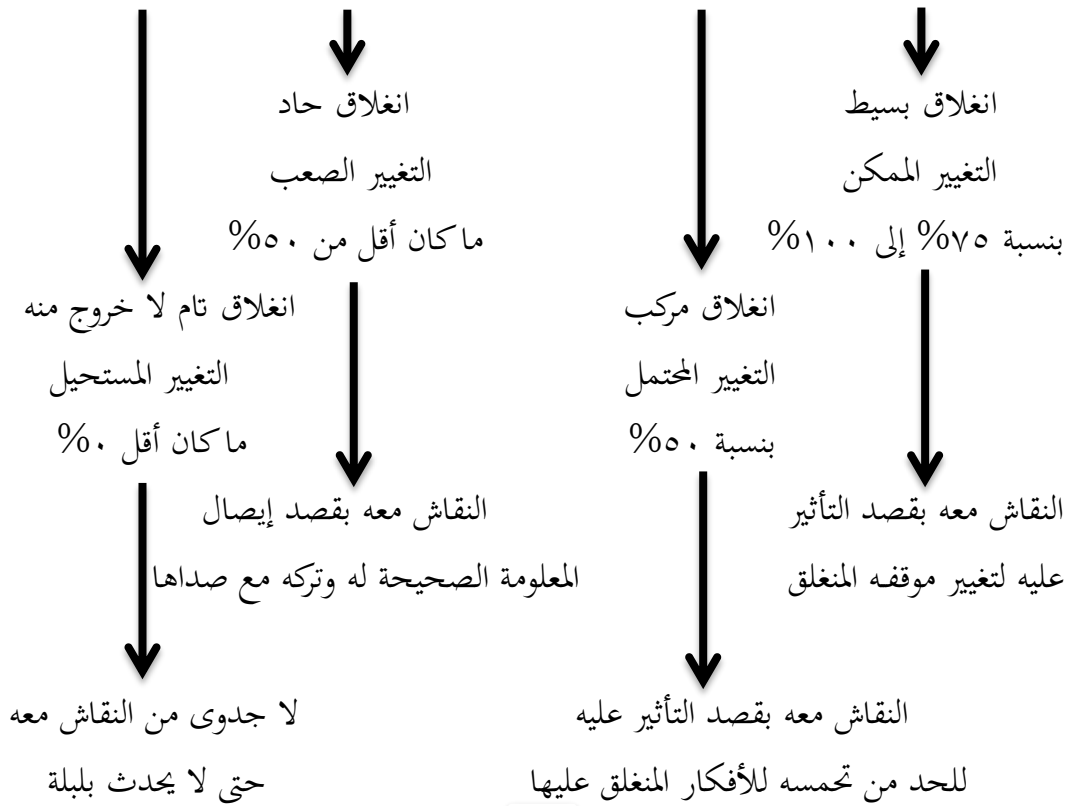 انغلاق بسيط
التغيير الممكن
بنسبة ٧٥% إلى ١٠٠%
النقاش معه بقصد التأثير
عليه لتغيير موقفه المنغلق
انغلاق مركب
التغيير المحتمل
بنسبة ٥٠%
النقاش معه بقصد التأثير عليه
للحد من تحمسه للأفكار المنغلق عليها
انغلاق حاد
التغيير الصعب
ما كان أقل من ٥٠%
النقاش معه بقصد إيصال
المعلومة الصحيحة له وتركه مع صداها
انغلاق تام لا خروج منه
التغيير المستحيل
ما كان أقل ٠%
لا جدوى من النقاش معه
حتى لا يحدث بلبلة